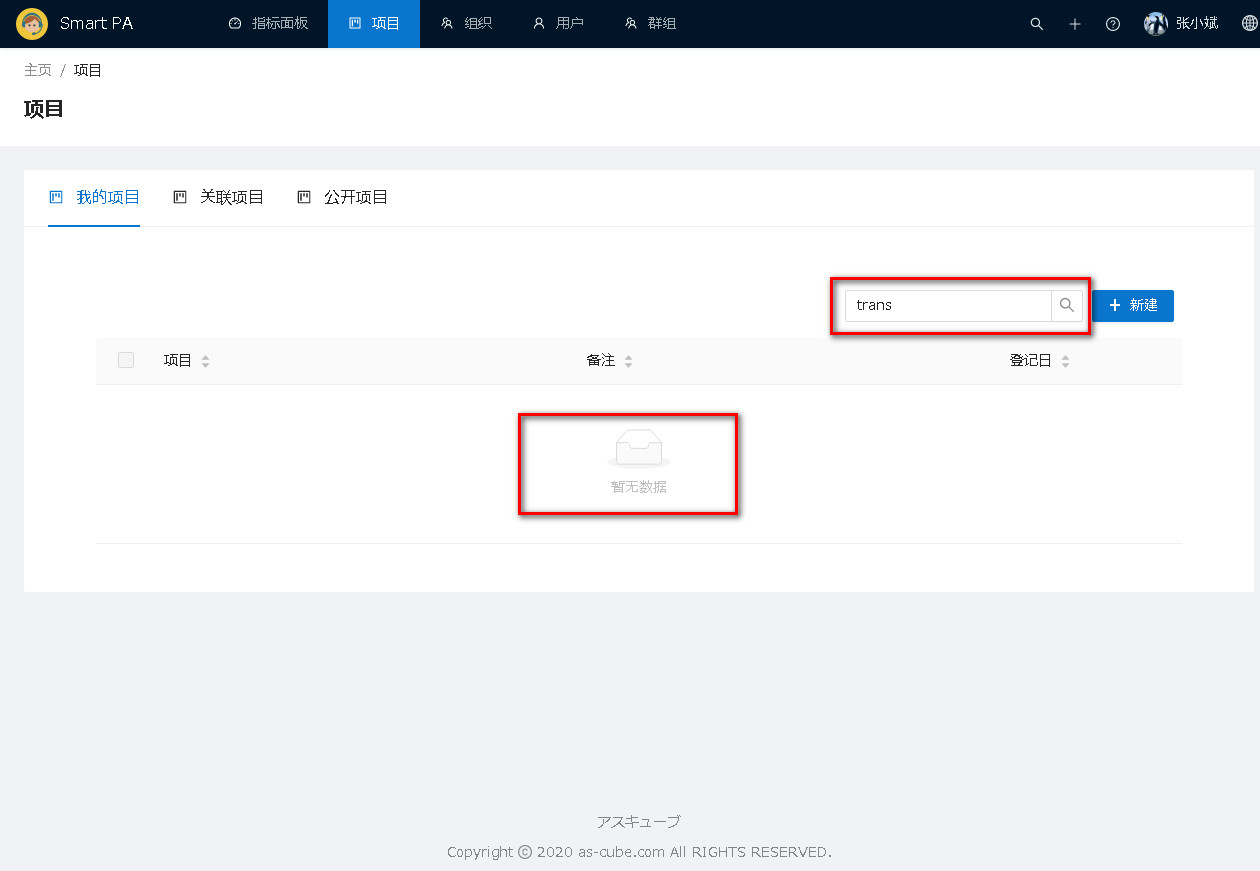 Smart PA 指标面板 项目 组织 用户 群组 张小斌
主页 / 项目
项目
我的项目 关联项目 公开项目
trans 新建
项目 备注 登记日
暂无数据
アスキューブ
Copyright © 2020 as-cube.com All RIGHTS RESERVED.